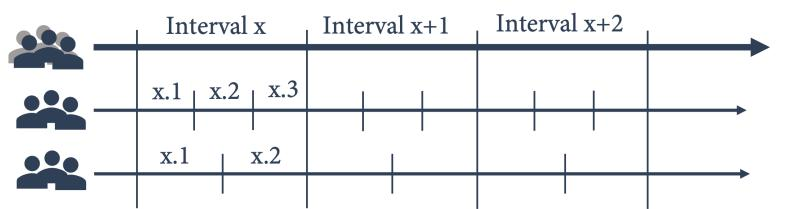 Interval x Interval x+1 Interval x+2
x.1 x.2 x.3
x.1 x.2